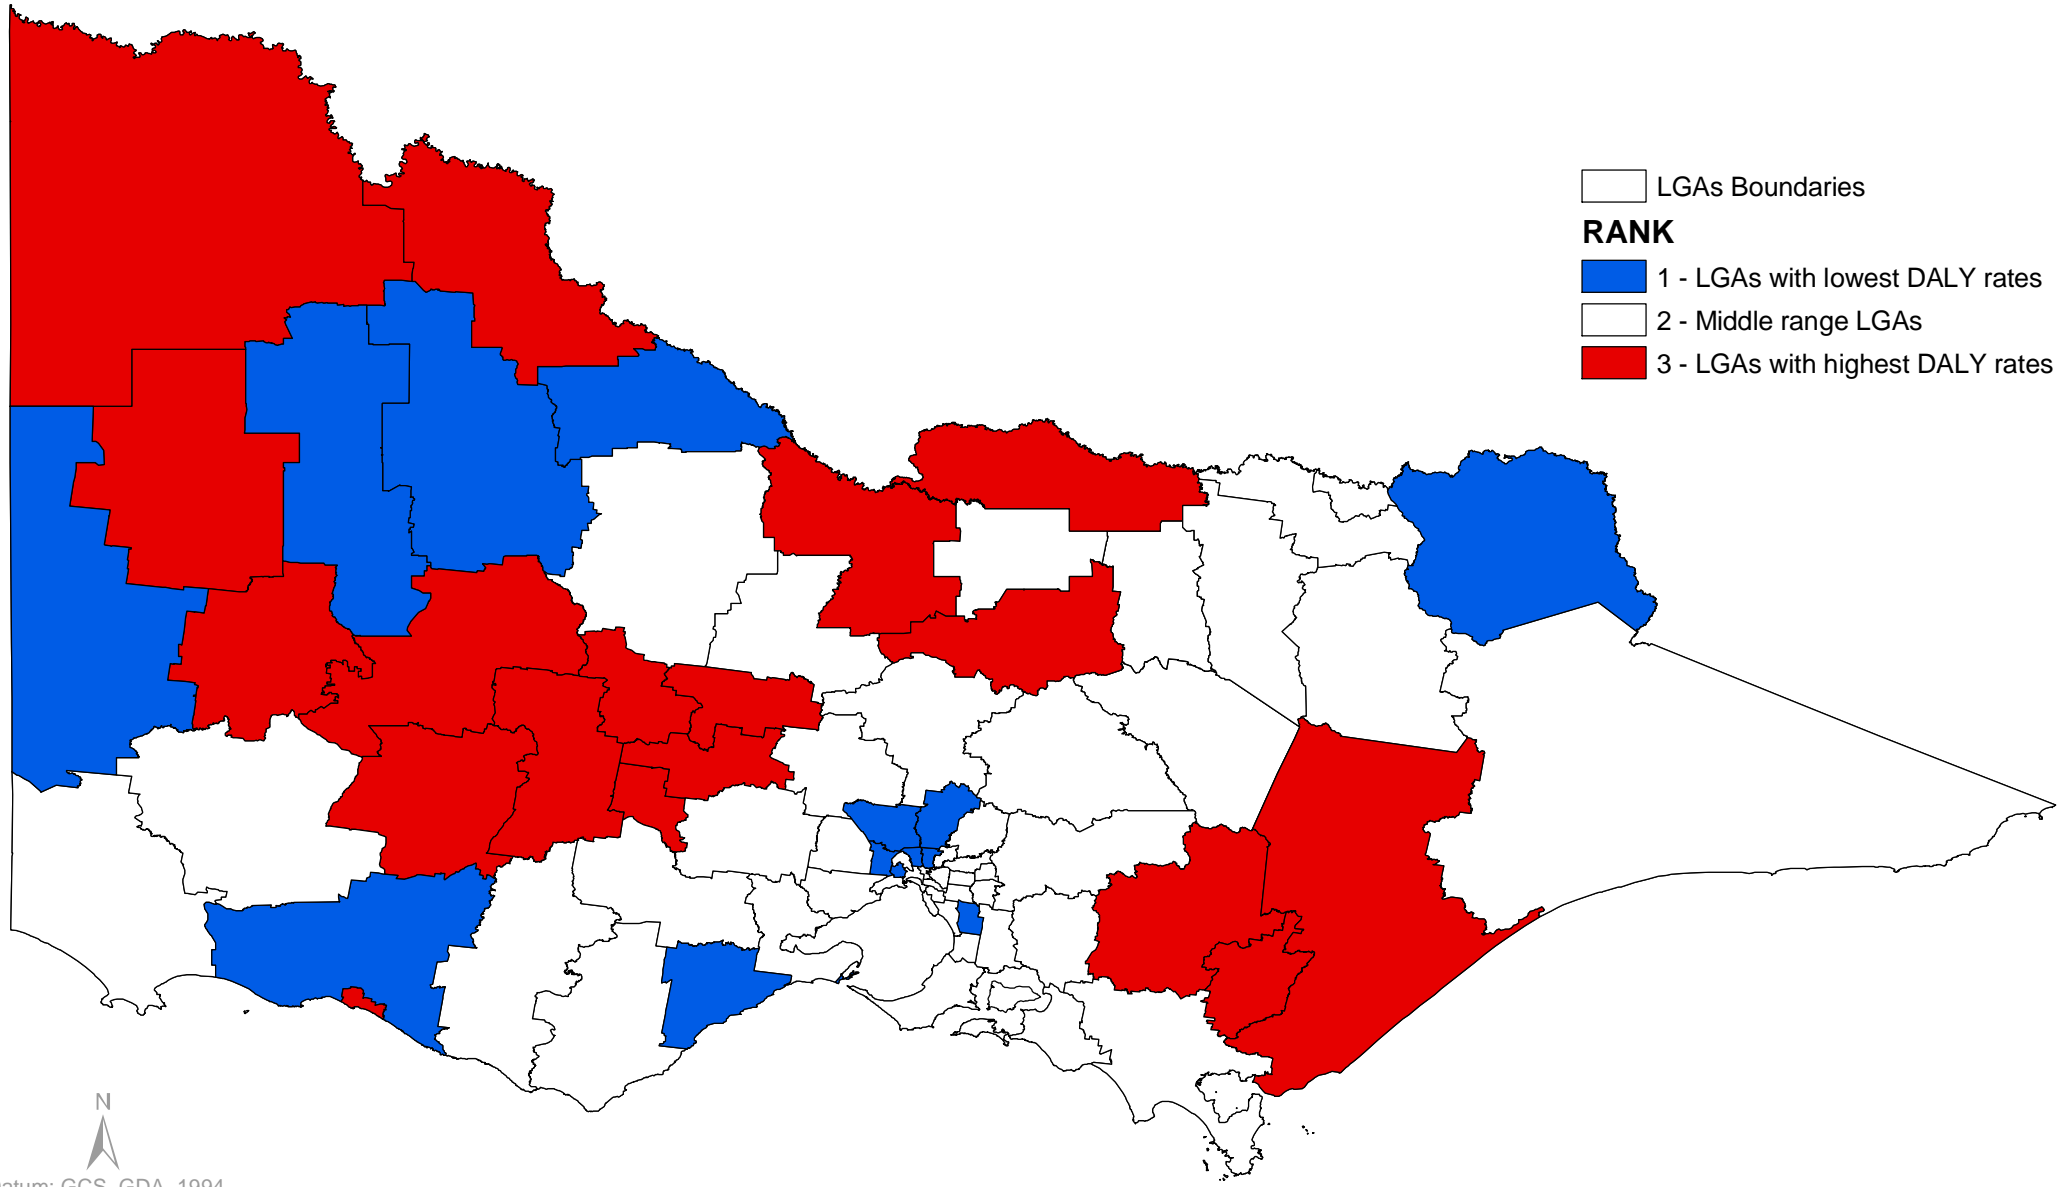 LGAs Boundaries
RANK
1 - LGAs with lowest DALY rates
2 - Middle range LGAs
3 - LGAs with highest DALY rates
N